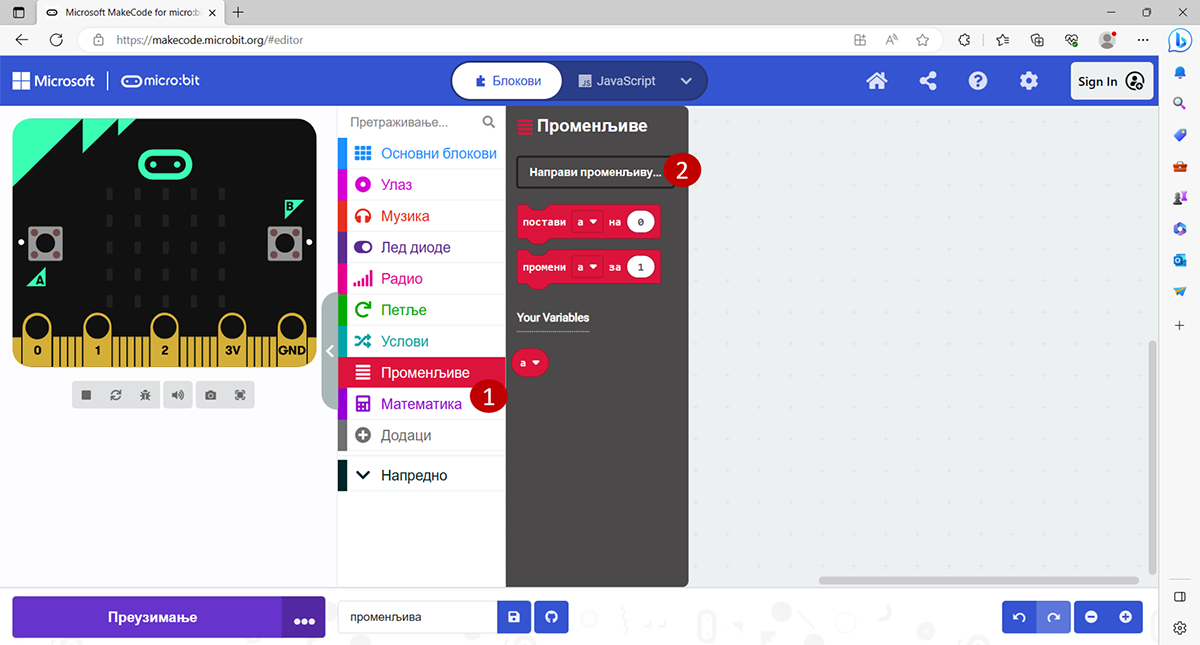 Microsoft MakeCode for micro:b
https://makecode.microbit.org/#editor
Microsoft
micro:bit
Блокови
JavaScript
Sign In
B
A
0
1
2
3V
GND
Претраживање...
Основни блокови
Улаз
Музика
Лед диоде
Радио
Петље
Услови
Променљиве
1
Математика
Додаци
Напредно
Променљиве
Направи променљиву...
2
постави a на 0
промени a за 1
Your Variables
a
Преузимање
променљива